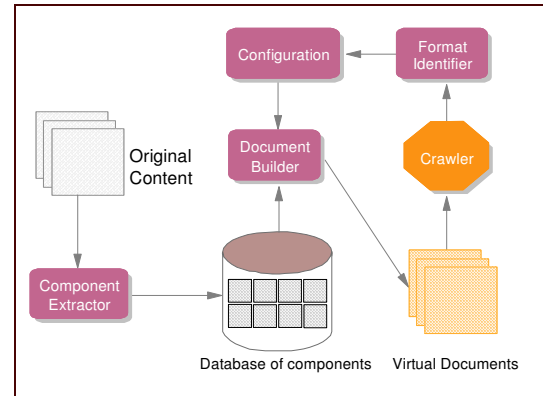 Configuration
Format
Identifier
Original
Content
Document
Builder
Crawler
Component
Extractor
Database of components
Virtual Documents